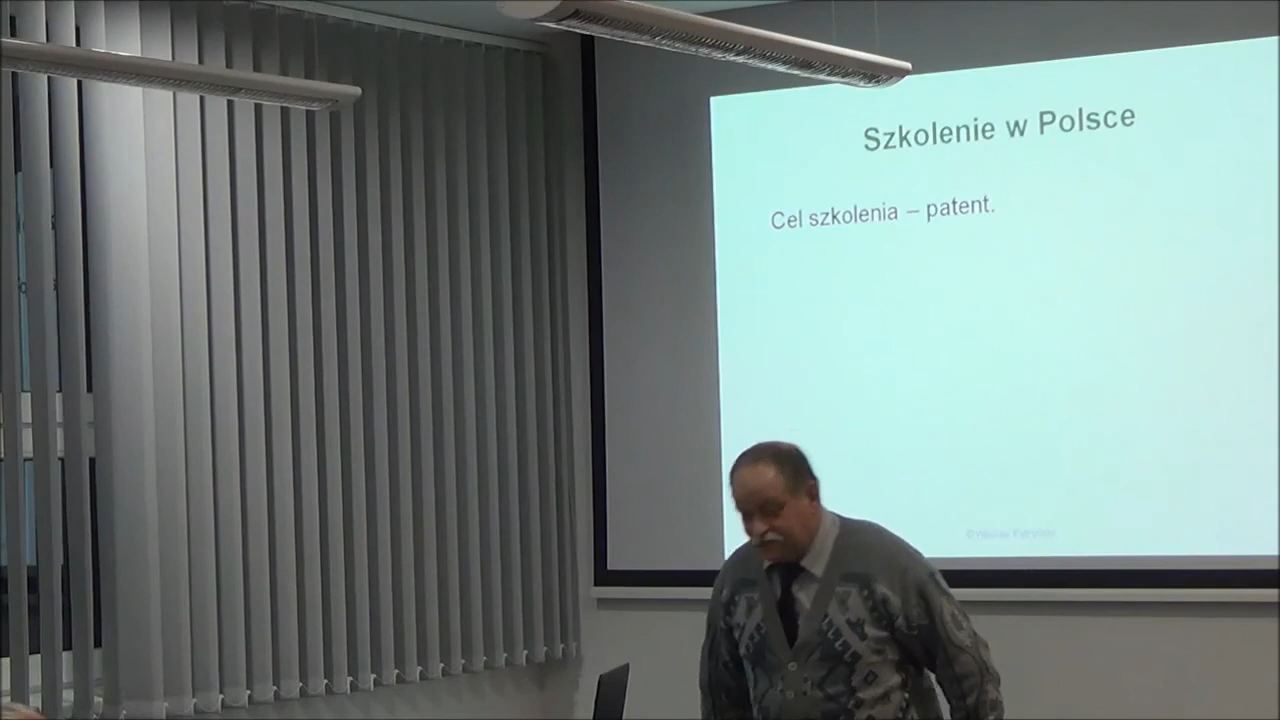 Szkolenie w Polsce
Cel szkolenia – patent.